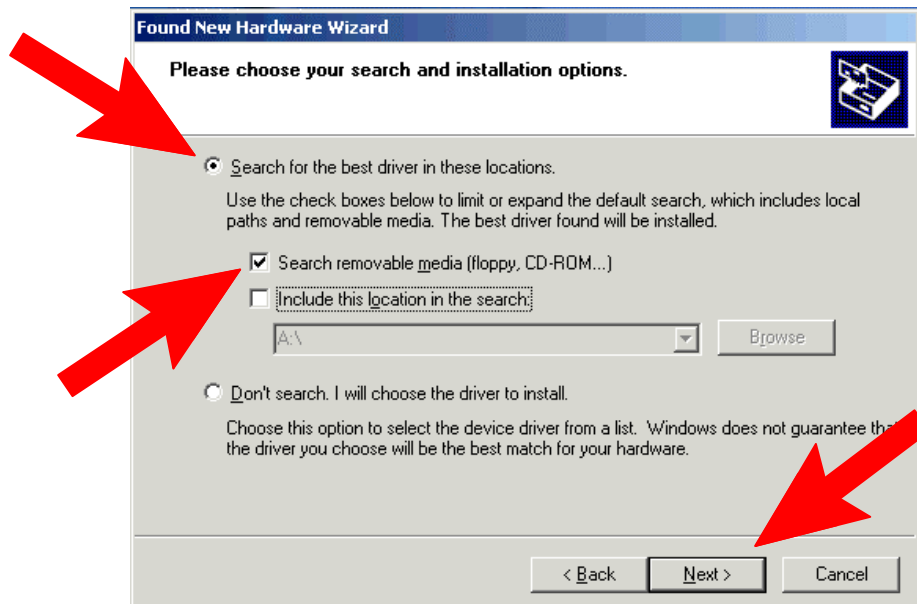 Found New Hardware Wizard
Please choose your search and installation options.
Search for the best driver in these locations.
Use the check boxes below to limit or expand the default search, which includes local
paths and removable media. The best driver found will be installed.
Search removable media (floppy, CD-ROM...)
Include this location in the search:
A:\
Browse
Don't search. I will choose the driver to install.
Choose this option to select the device driver from a list. Windows does not guarantee that
the driver you choose will be the best match for your hardware.
< Back Next > Cancel